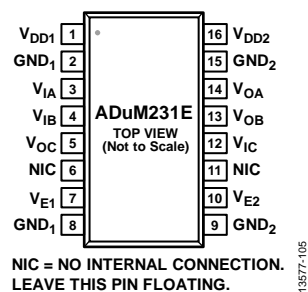 VDD1 1 16 VDD2
GND1 2 15 GND2
VIA 3 14 VOA
VIB 4 ADuM231E 13 VOB
TOP VIEW
(Not to Scale)
VOC 5 12 VIC
NIC 6 11 NIC
VE1 7 10 VE2
GND1 8 9 GND2
NIC = NO INTERNAL CONNECTION.
LEAVE THIS PIN FLOATING.
13577-105